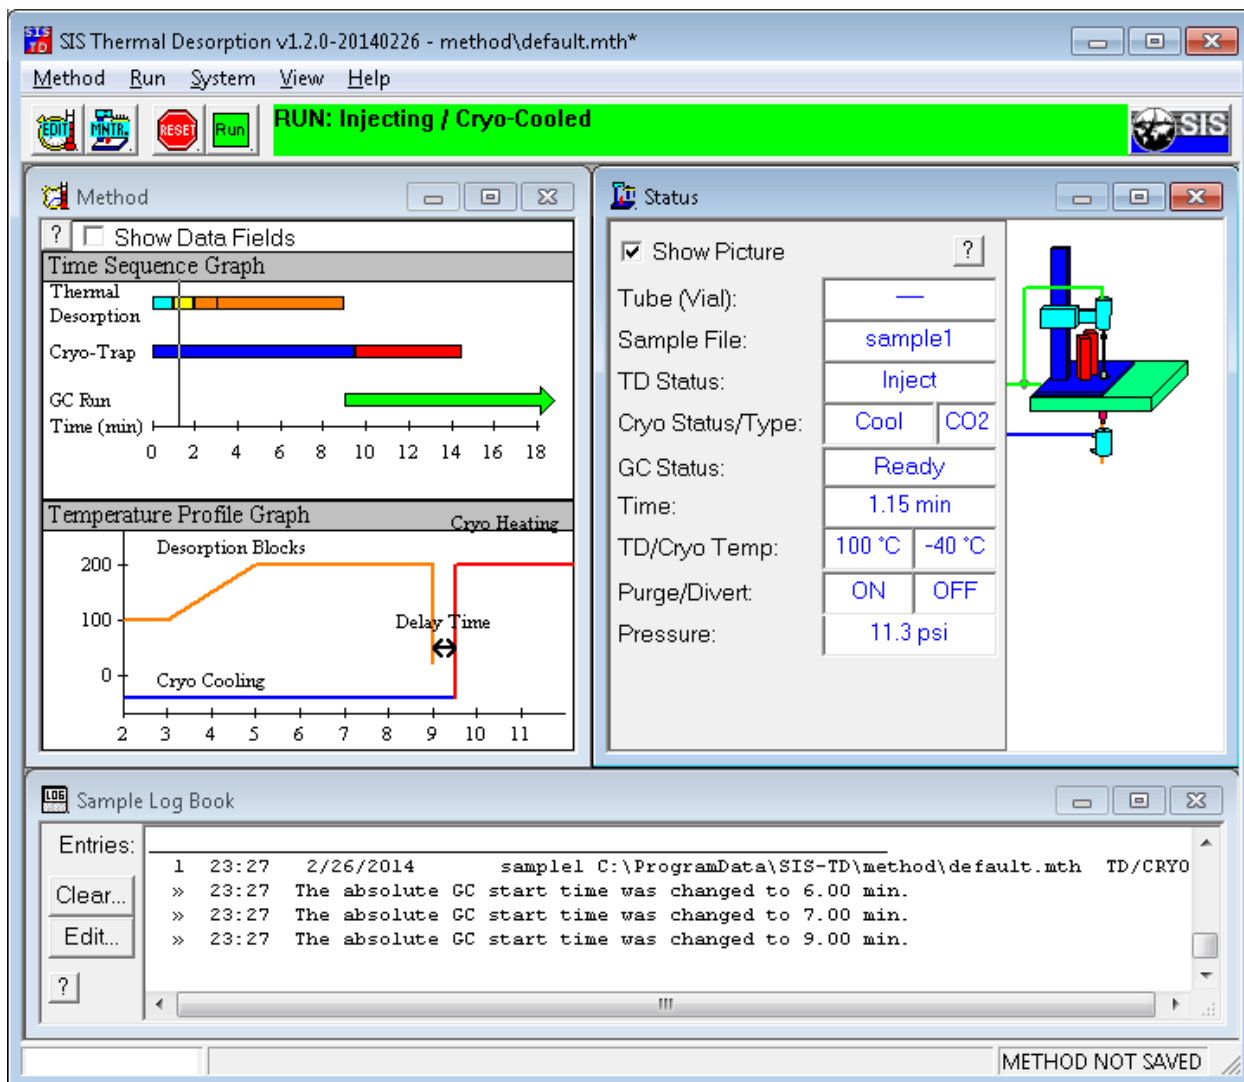 SIS TD SIS Thermal Desorption v1.2.0-20140226 - method\default.mth*
Method Run System View Help
EDIT MNTR. RESET Run RUN: Injecting / Cryo-Cooled SIS
Method
? Show Data Fields
Time Sequence Graph
Thermal Desorption
Cryo-Trap
GC Run
Time (min)
0 2 4 6 8 10 12 14 16 18
Temperature Profile Graph
Cryo Heating
Desorption Blocks
200
100
Delay Time
0
Cryo Cooling
2 3 4 5 6 7 8 9 10 11
Status
Show Picture ?
Tube (Vial): —
Sample File: sample1
TD Status: Inject
Cryo Status/Type: Cool CO2
GC Status: Ready
Time: 1.15 min
TD/Cryo Temp: 100 °C -40 °C
Purge/Divert: ON OFF
Pressure: 11.3 psi
LOG Sample Log Book
Entries:
Clear...
Edit...
?
1 23:27 2/26/2014 sample1 C:\ProgramData\SIS-TD\method\default.mth TD/CRYO
» 23:27 The absolute GC start time was changed to 6.00 min.
» 23:27 The absolute GC start time was changed to 7.00 min.
» 23:27 The absolute GC start time was changed to 9.00 min.
METHOD NOT SAVED